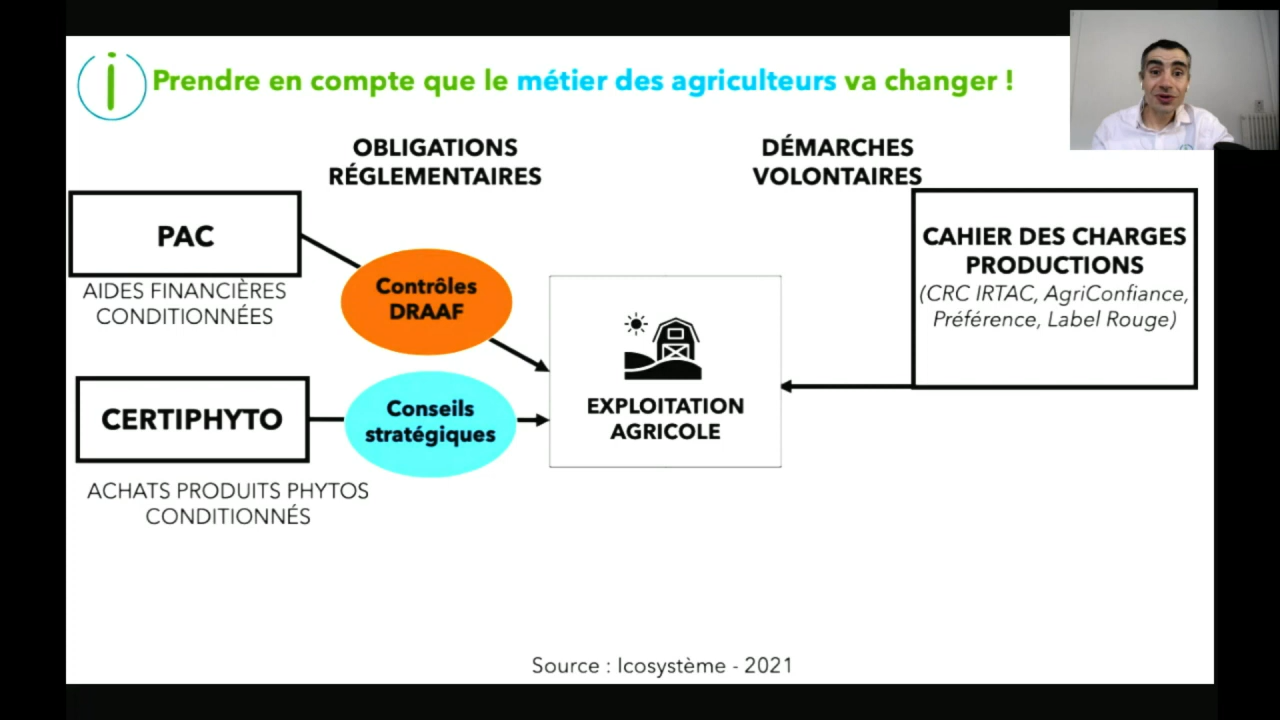 Prendre en compte que le métier des agriculteurs va changer !
OBLIGATIONS
RÉGLEMENTAIRES
DÉMARCHES
VOLONTAIRES
PAC
AIDES FINANCIÈRES
CONDITIONNÉES
Contrôles
DRAAF
CERTIPHYTO
ACHATS PRODUITS PHYTOS
CONDITIONNÉS
Conseils
stratégiques
EXPLOITATION
AGRICOLE
CAHIER DES CHARGES
PRODUCTIONS
(CRC IRTAC, AgriConfiance,
Préférence, Label Rouge)
Source : Icosystème - 2021